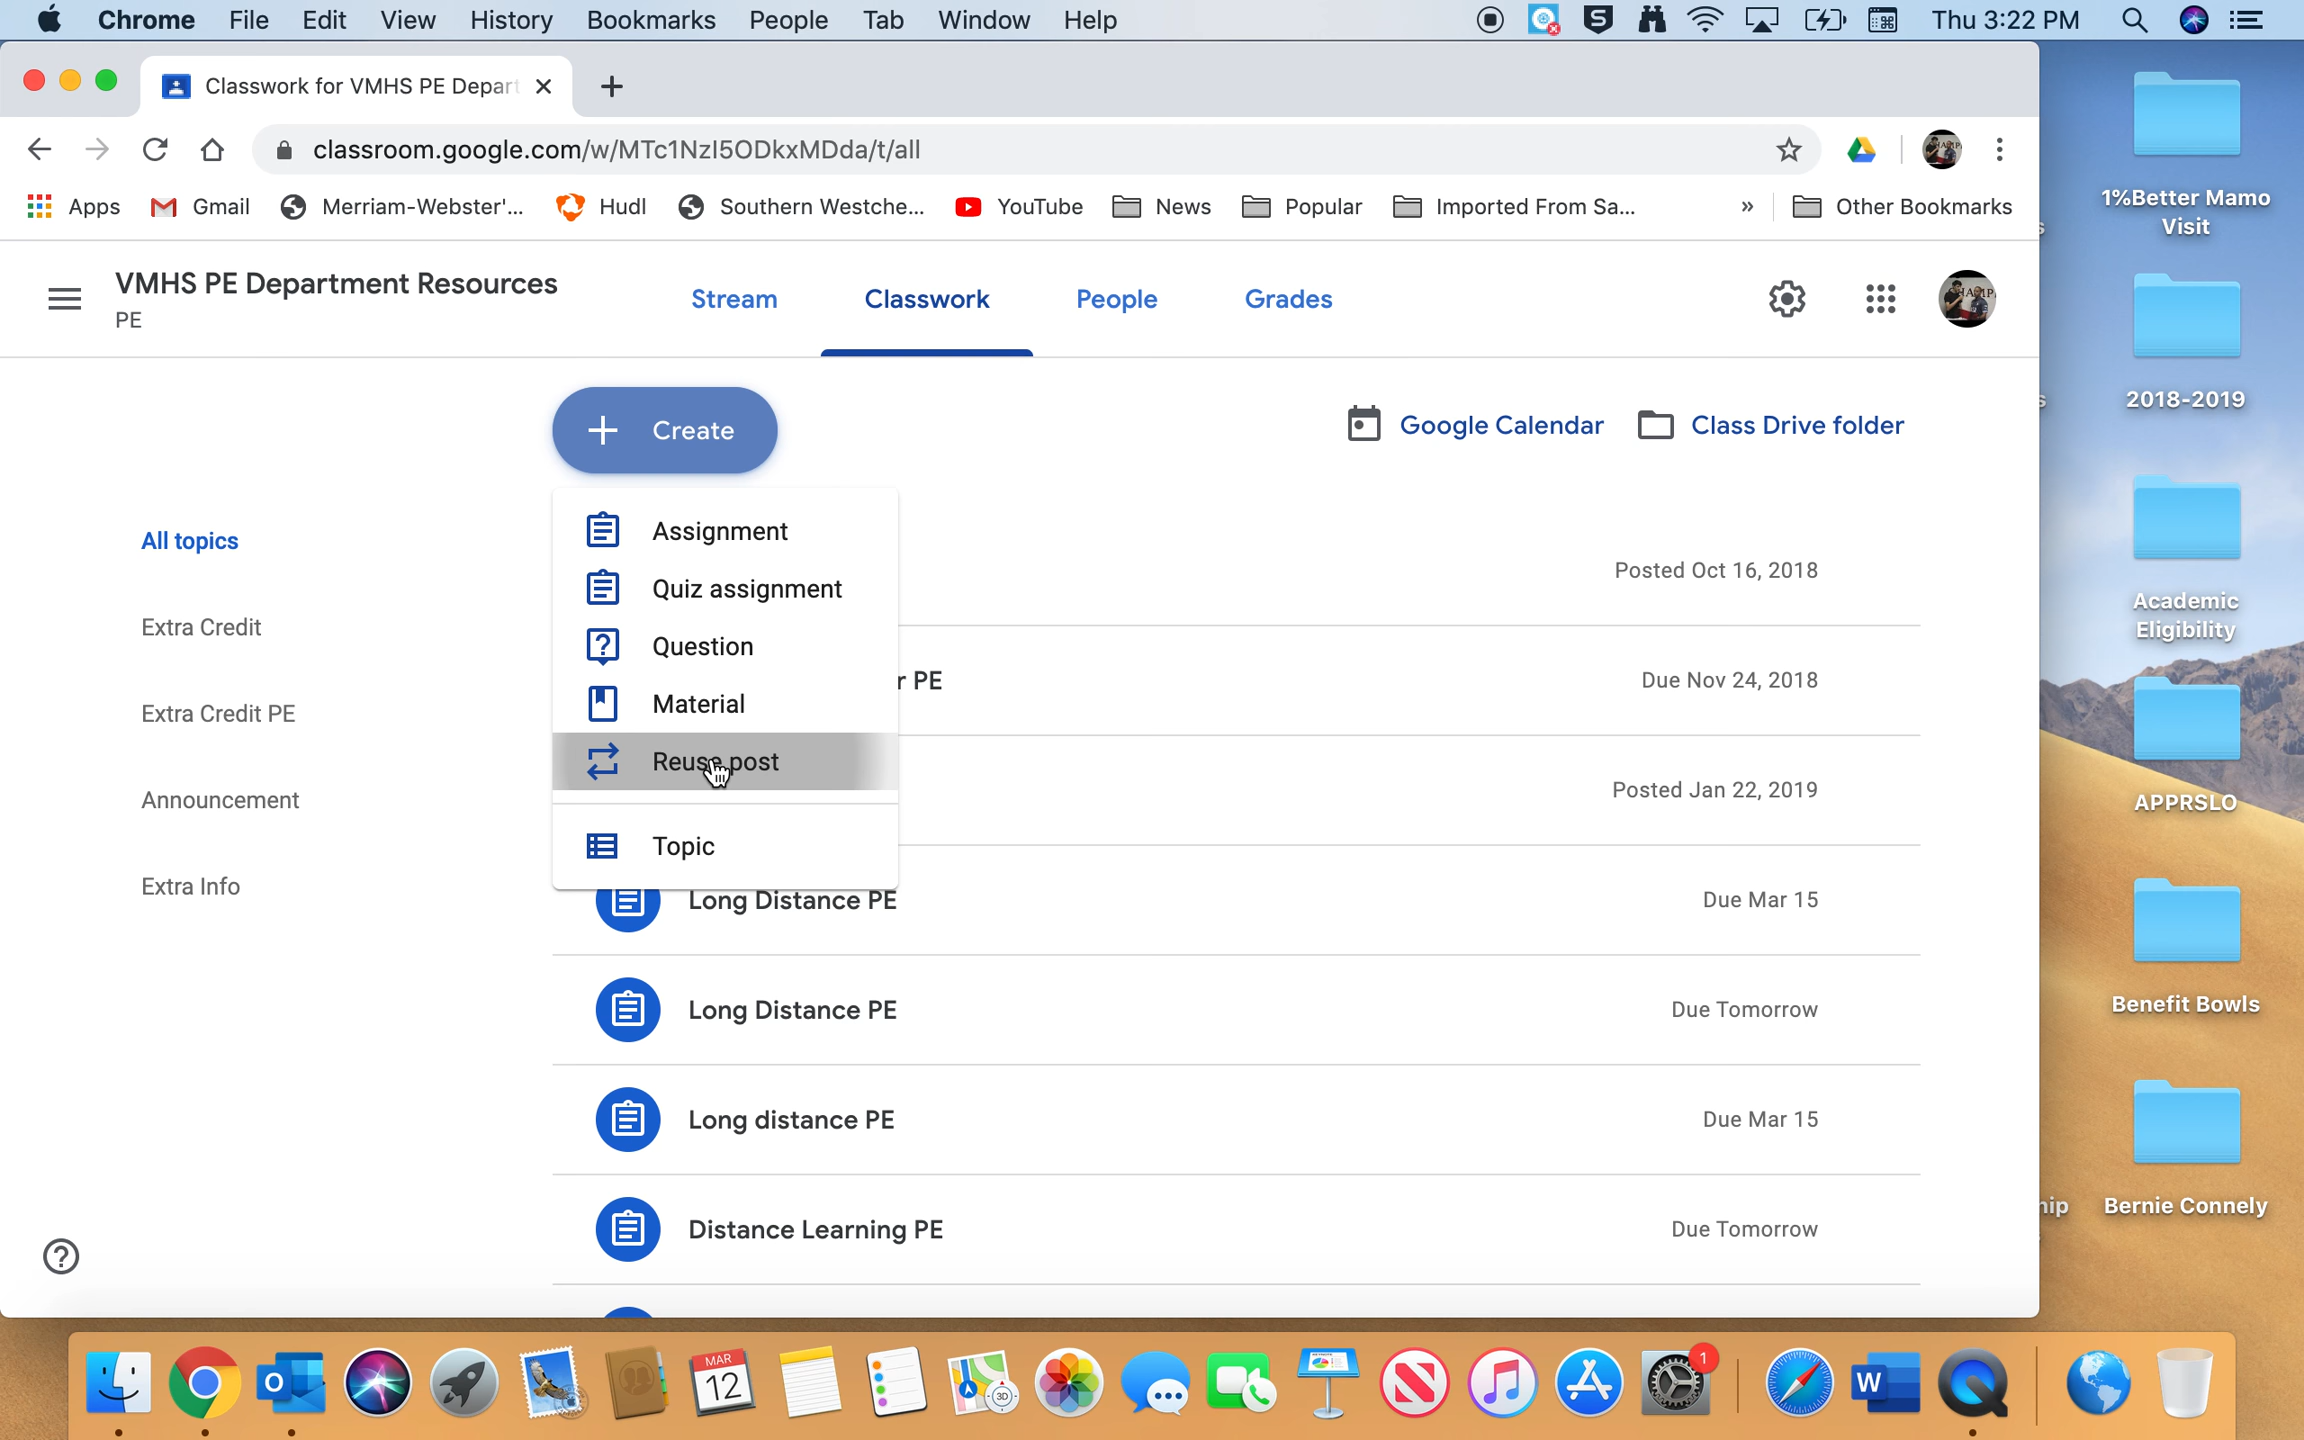 Chrome File Edit View History Bookmarks People Tab Window Help Thu 3:22 PM
Classwork for VMHS PE Depart
classroom.google.com/w/MTc1NzI5ODkxMDda/t/all
Apps Gmail Merriam-Webster'... Hudl Southern Westche... YouTube News Popular Imported From Sa... » Other Bookmarks
VMHS PE Department Resources
PE
Stream Classwork People Grades
Create
Google Calendar Class Drive folder
All topics
Extra Credit
Extra Credit PE
Announcement
Extra Info
Assignment
Quiz assignment
Question
Material
Reuse post
Topic
Posted Oct 16, 2018
r PE Due Nov 24, 2018
Posted Jan 22, 2019
Long Distance PE Due Mar 15
Long Distance PE Due Tomorrow
Long distance PE Due Mar 15
Distance Learning PE Due Tomorrow
1%Better Mamo
Visit
2018-2019
Academic
Eligibility
APPRSLO
Benefit Bowls
hip Bernie Connely
MAR
12
3D
1
W